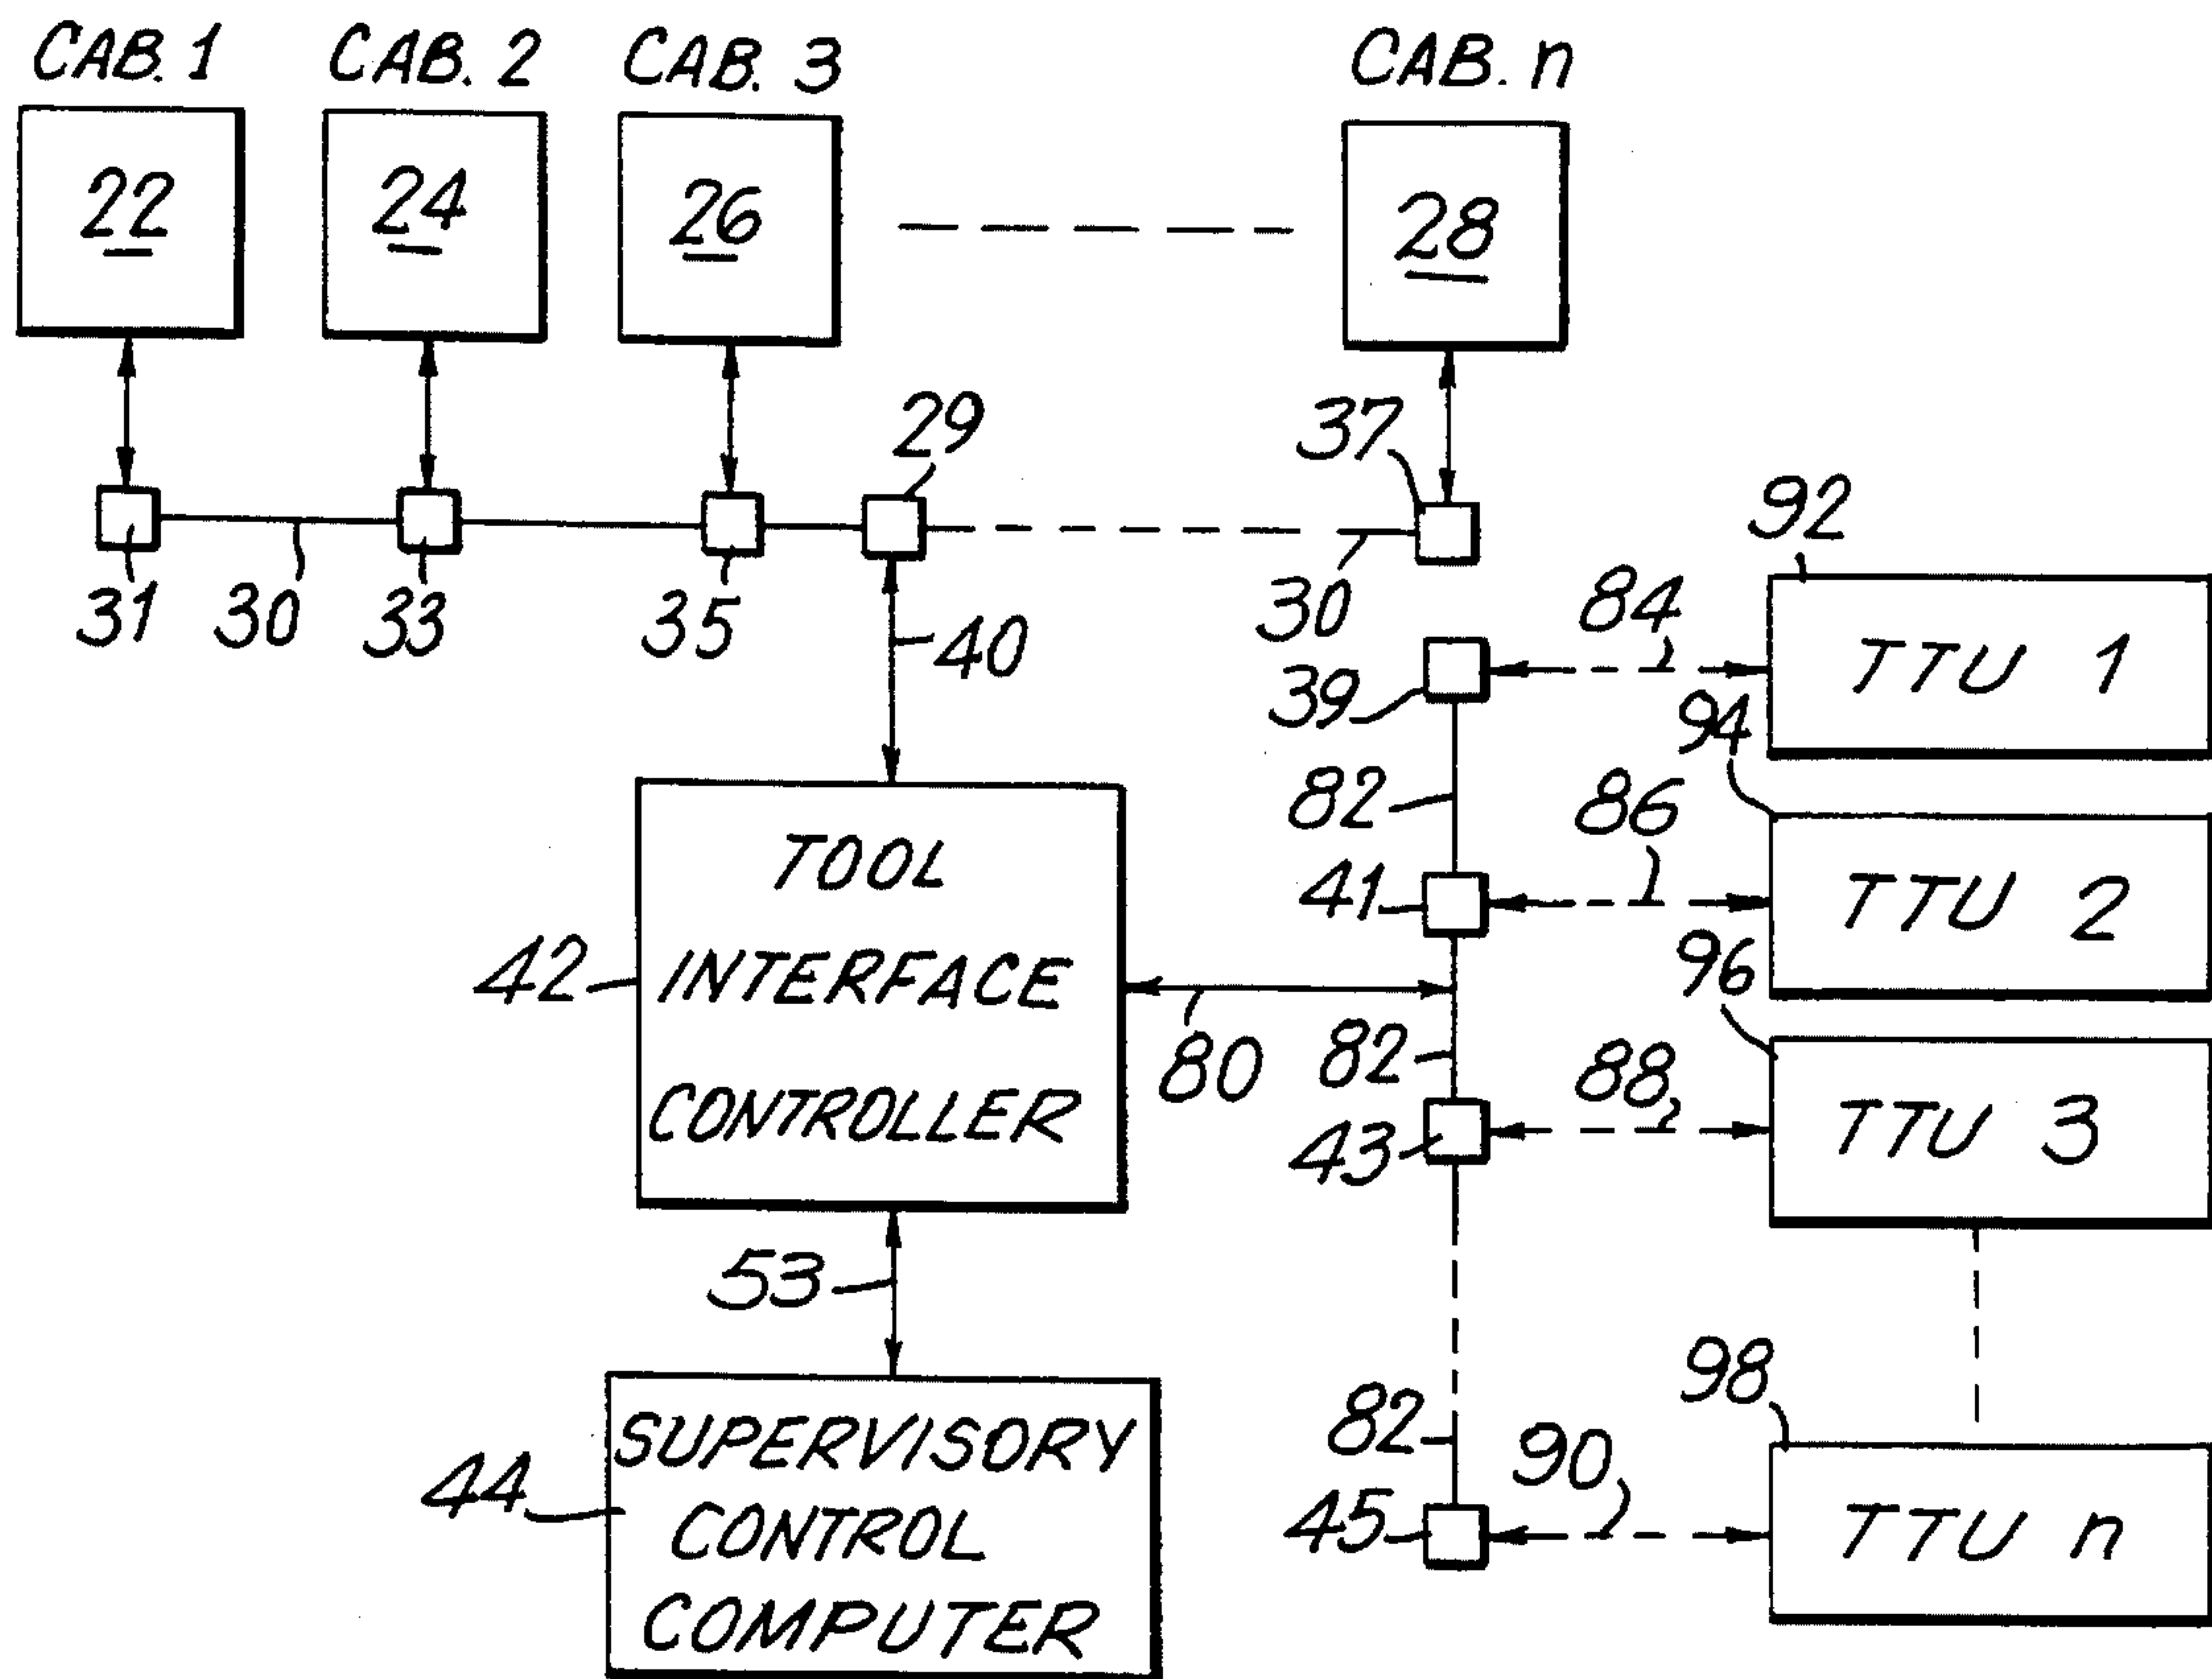 CAB. 1 CAB. 2 CAB. 3 CAB. n
22 24 26 28
29
37
31 30 33 35 40 30
92
84
39
TTU 1
94
82
86
41
TTU 2
TOOL
INTERFACE
CONTROLLER
42
80
96
82
88
43
TTU 3
53
98
82
90
45
TTU n
44
SUPERVISORY
CONTROL
COMPUTER